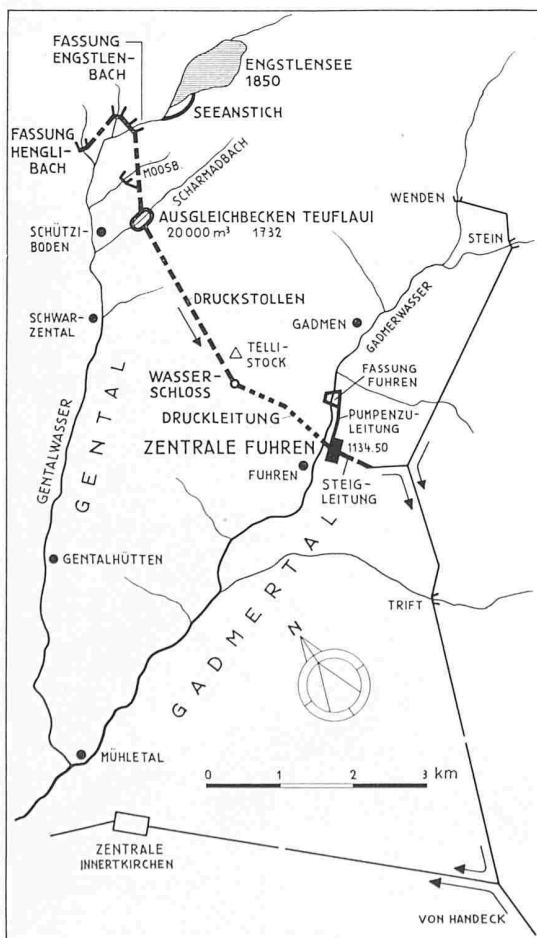 FASSUNG
ENGSTLEN-
BACH
ENGSTLENSEE
1850
SEEANSTICH
FASSUNG
HENGLI-
BACH
MOOSB.
SCHARMADBACH
AUSGLEICHBECKEN TEUFLAUI
20 000 m³ 1732
SCHÜTZI-
BODEN
WENDEN
STEIN
DRUCKSTOLLEN
SCHWAR-
ZENTAL
GADMEN
GADMERWASSER
TELLI-
STOCK
WASSER-
SCHLOSS
FASSUNG
FUHREN
DRUCKLEITUNG
PUMPENZU-
LEITUNG
ZENTRALE FUHREN
1134.50
FUHREN
STEIG-
LEITUNG
GENTAL
GENTALWASSER
GENTALHÜTTEN
TRIFT
GADMERTAL
N
MÜHLETAL
0 1 2 3 km
ZENTRALE
INNERTKIRCHEN
VON HANDECK